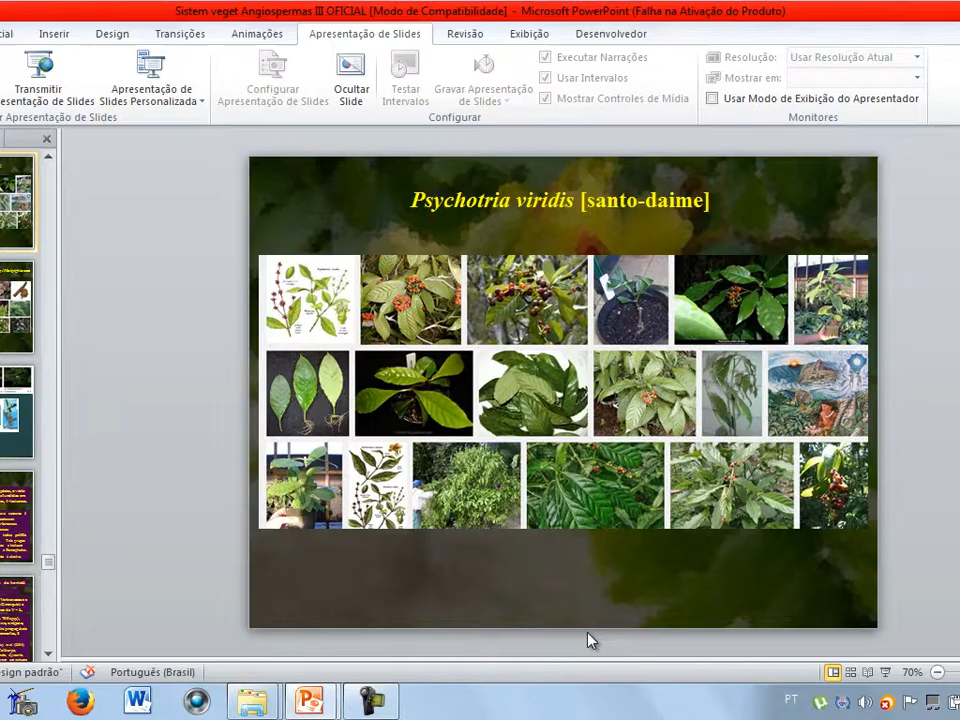 Sistem veget Angiospermas III OFICIAL [Modo de Compatibilidade] - Microsoft PowerPoint (Falha na Ativação do Produto)
cial Inserir Design Transições Animações Apresentação de Slides Revisão Exibição Desenvolvedor
Transmitir
esentação de Slides
Apresentação de
Slides Personalizada
Configurar
Apresentação de Slides
Ocultar
Slide
Testar
Intervalos
Gravar Apresentação
de Slides
Executar Narrações
Usar Intervalos
Mostrar Controles de Mídia
Resolução: Usar Resolução Atual
Mostrar em:
Usar Modo de Exibição do Apresentador
r Apresentação de Slides
Configurar
Monitores
Psychotria viridis [santo-daime]
esign padrão"
Português (Brasil)
70%
PT